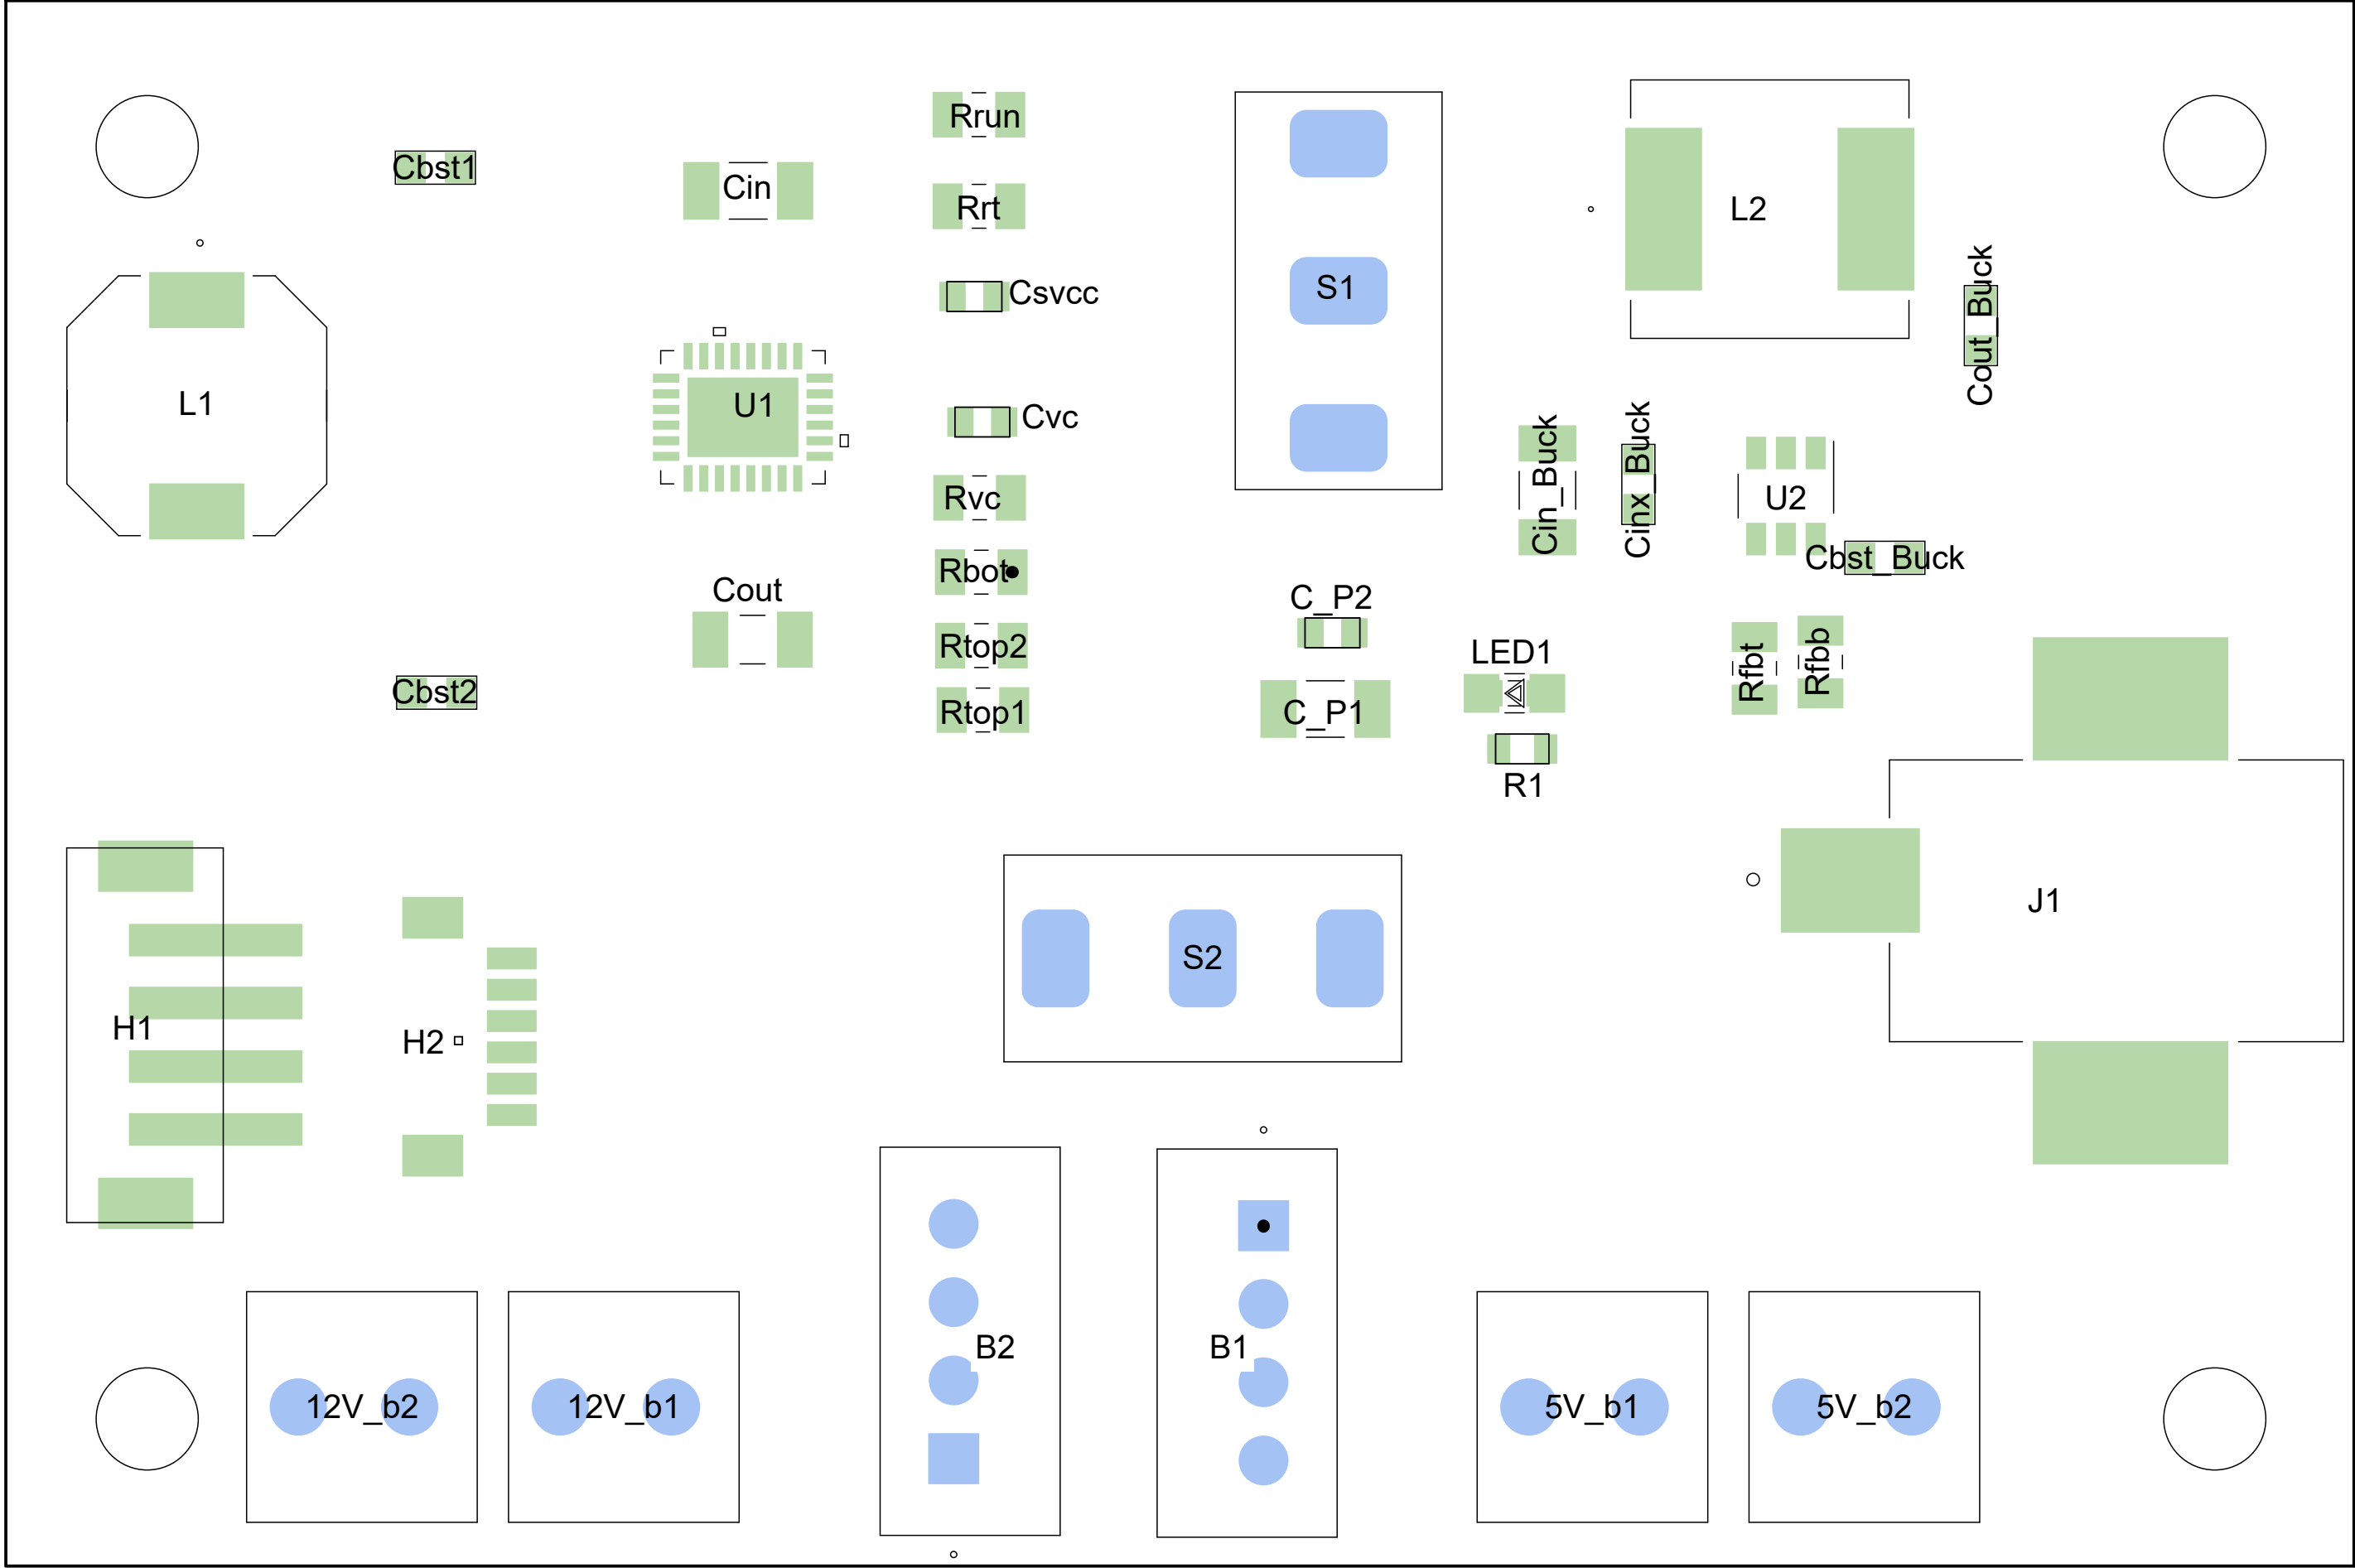 Rrun
Cbst1
Cin
Rrt
L2
S1
Csvcc
Cout_Buck
L1
U1
Cvc
Rvc
Cin_Buck
Cinx_Buck
U2
Cbst_Buck
Rbot
Cout
C_P2
Rtop2
LED1
Rfbt
Rfbb
Cbst2
Rtop1
C_P1
R1
J1
S2
H1
H2
B2
B1
12V_b2
12V_b1
5V_b1
5V_b2